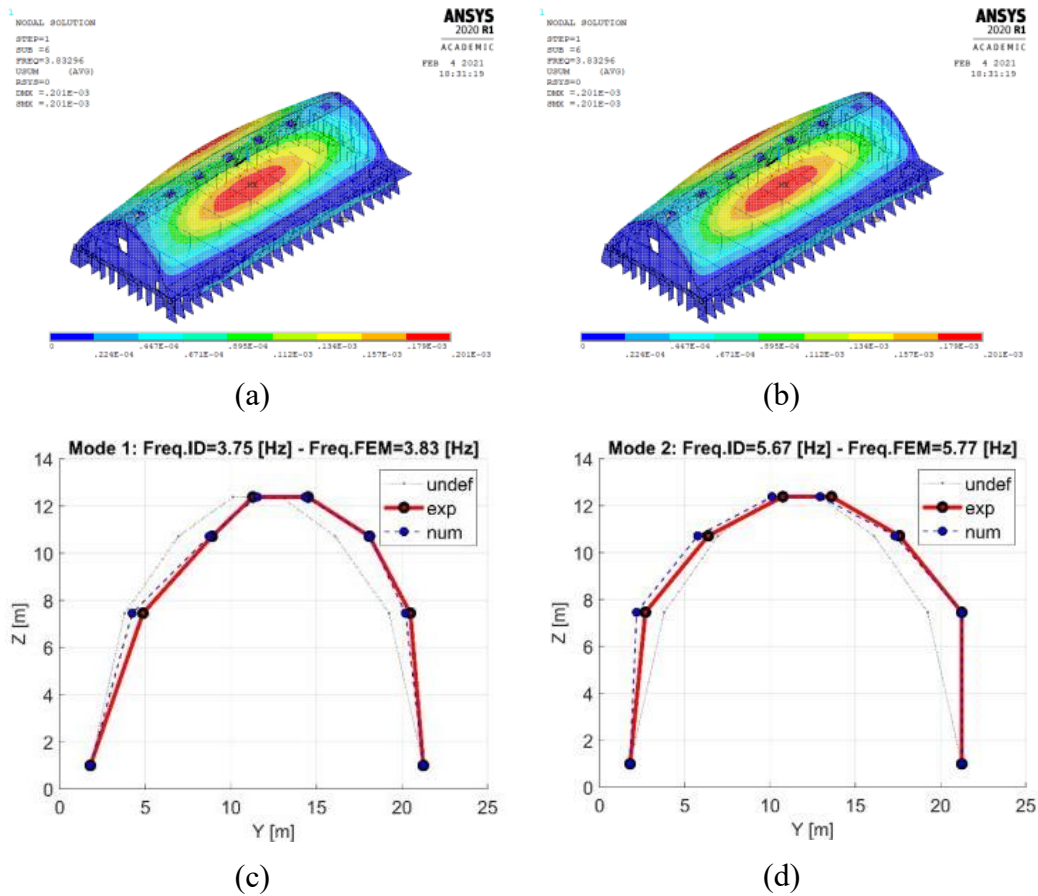 1
NODAL SOLUTION
STEP=1
SUB =6
FREQ=3.83296
USUM (AVG)
RSYS=0
DMX =.201E-03
SMX =.201E-03
ANSYS
2020 R1
ACADEMIC
FEB 4 2021
18:31:19
MX
0 .224E-04 .447E-04 .671E-04 .895E-04 .112E-03 .134E-03 .157E-03 .179E-03 .201E-03
(a)
1
NODAL SOLUTION
STEP=1
SUB =6
FREQ=3.83296
USUM (AVG)
RSYS=0
DMX =.201E-03
SMX =.201E-03
ANSYS
2020 R1
ACADEMIC
FEB 4 2021
18:31:19
MX
0 .224E-04 .447E-04 .671E-04 .895E-04 .112E-03 .134E-03 .157E-03 .179E-03 .201E-03
(b)
Mode 1: Freq.ID=3.75 [Hz] - Freq.FEM=3.83 [Hz]
14
12
10
8
6
4
2
0
Z [m]
undef
exp
num
0 5 10 15 20 25
Y [m]
(c)
Mode 2: Freq.ID=5.67 [Hz] - Freq.FEM=5.77 [Hz]
14
12
10
8
6
4
2
0
Z [m]
undef
exp
num
0 5 10 15 20 25
Y [m]
(d)